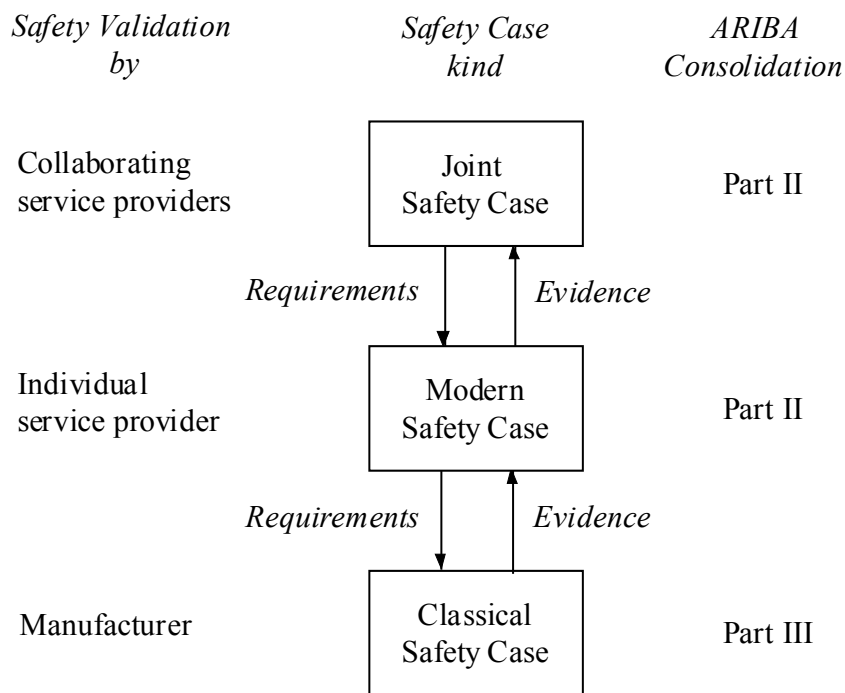 Safety Validation
by
Safety Case
kind
ARIBA
Consolidation
Collaborating
service providers
Joint
Safety Case
Part II
Requirements
Evidence
Individual
service provider
Modern
Safety Case
Part II
Requirements
Evidence
Manufacturer
Classical
Safety Case
Part III